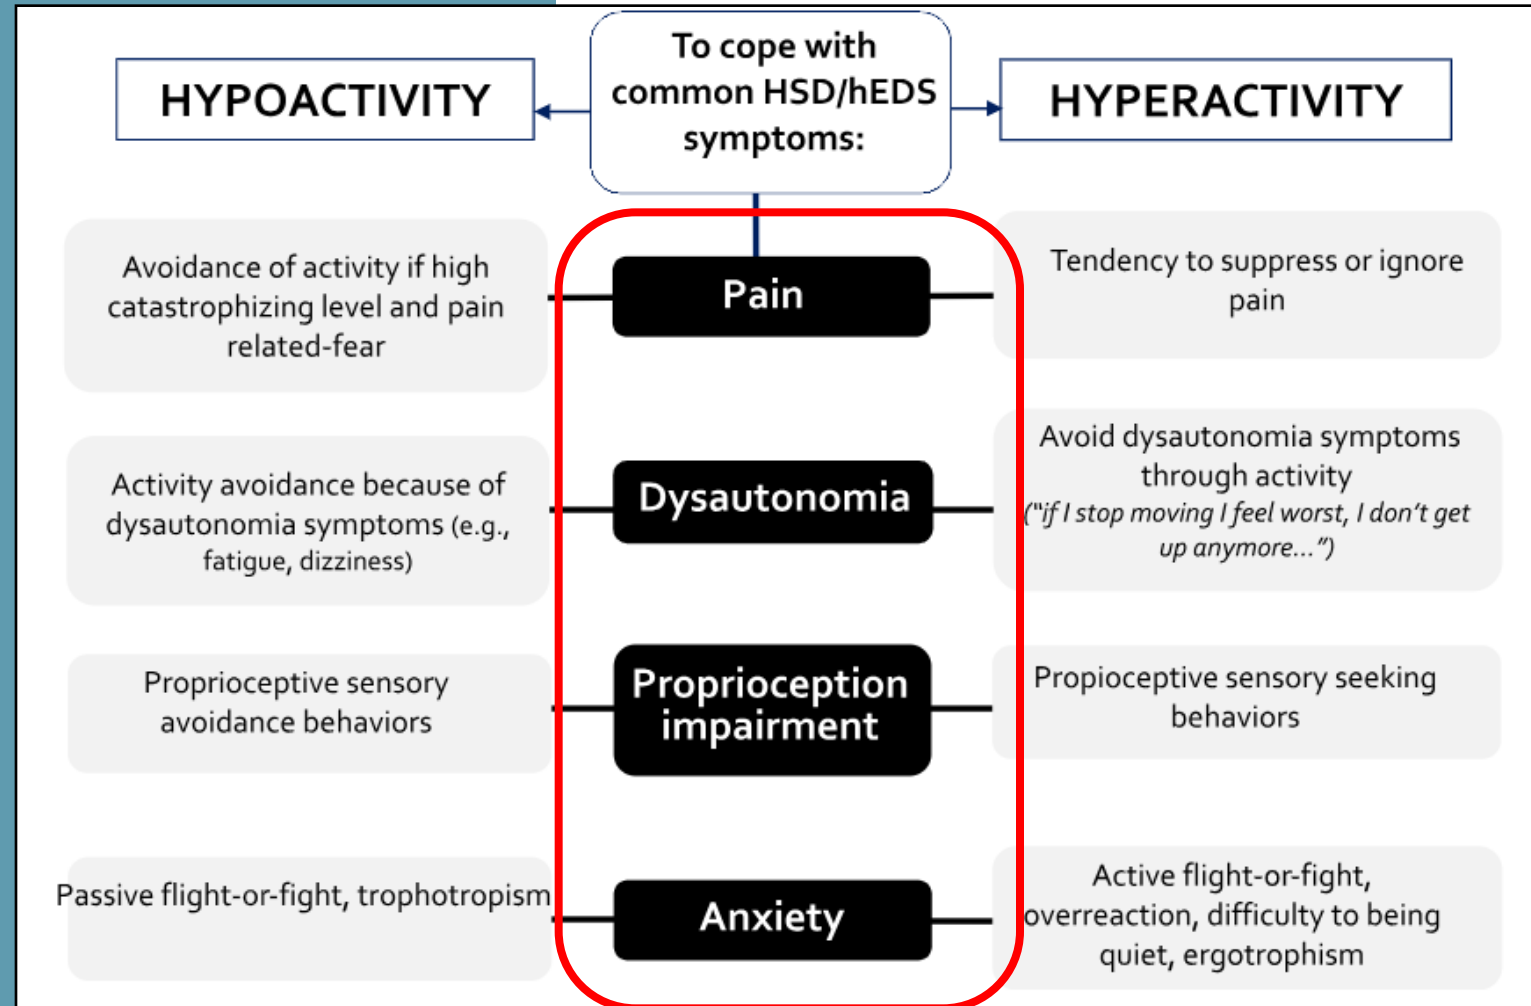 To cope with
common HSD/hEDS
symptoms:
HYPOACTIVITY
HYPERACTIVITY
Avoidance of activity if high
catastrophizing level and pain
related-fear
Pain
Tendency to suppress or ignore
pain
Activity avoidance because of
dysautonomia symptoms (e.g.,
fatigue, dizziness)
Dysautonomia
Avoid dysautonomia symptoms
through activity
("if I stop moving I feel worst, I don't get
up anymore...")
Proprioceptive sensory
avoidance behaviors
Proprioception
impairment
Propioceptive sensory seeking
behaviors
Passive flight-or-fight, trophotropism
Anxiety
Active flight-or-fight,
overreaction, difficulty to being
quiet, ergotrophism